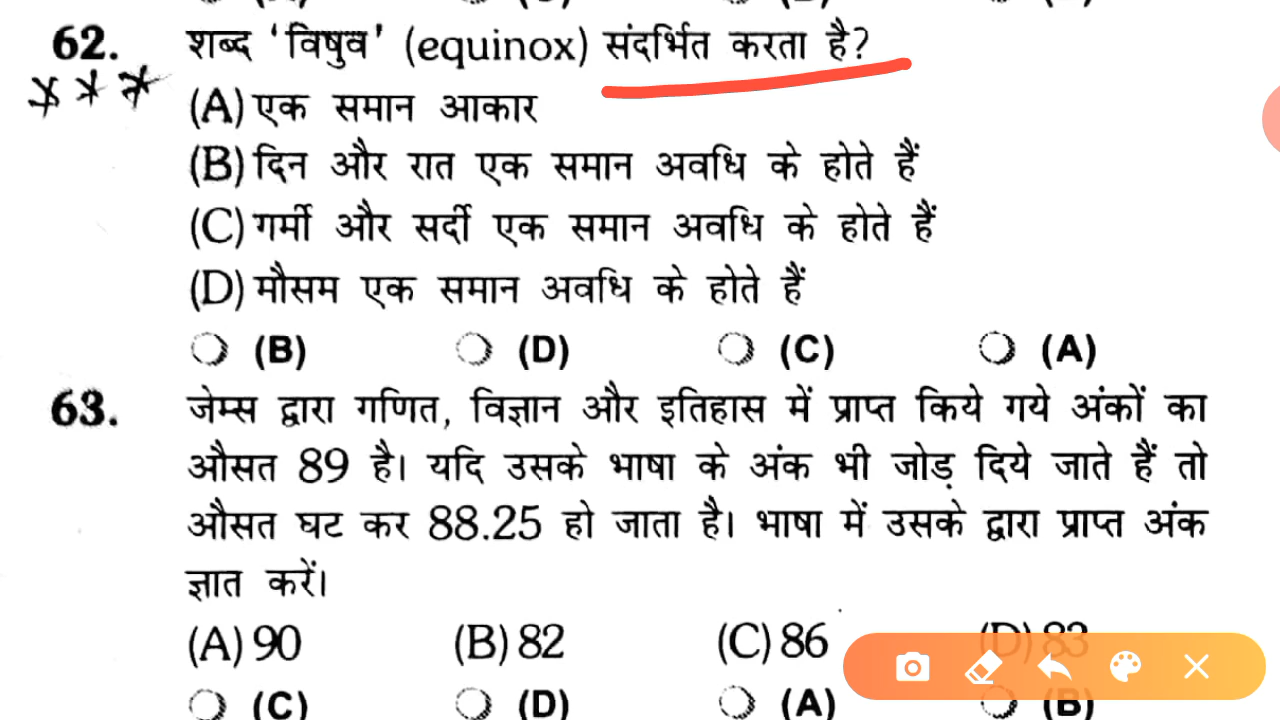 62. शब्द 'विषुव' (equinox) संदर्भित करता है?
(A) एक समान आकार
(B) दिन और रात एक समान अवधि के होते हैं
(C) गर्मी और सर्दी एक समान अवधि के होते हैं
(D) मौसम एक समान अवधि के होते हैं
(B) (D) (C) (A)
63. जेम्स द्वारा गणित, विज्ञान और इतिहास में प्राप्त किये गये अंकों का
औसत 89 है। यदि उसके भाषा के अंक भी जोड़ दिये जाते हैं तो
औसत घट कर 88.25 हो जाता है। भाषा में उसके द्वारा प्राप्त अंक
ज्ञात करें।
(A) 90 (B) 82 (C) 86 (D) 83
(C) (D) (A) (B)